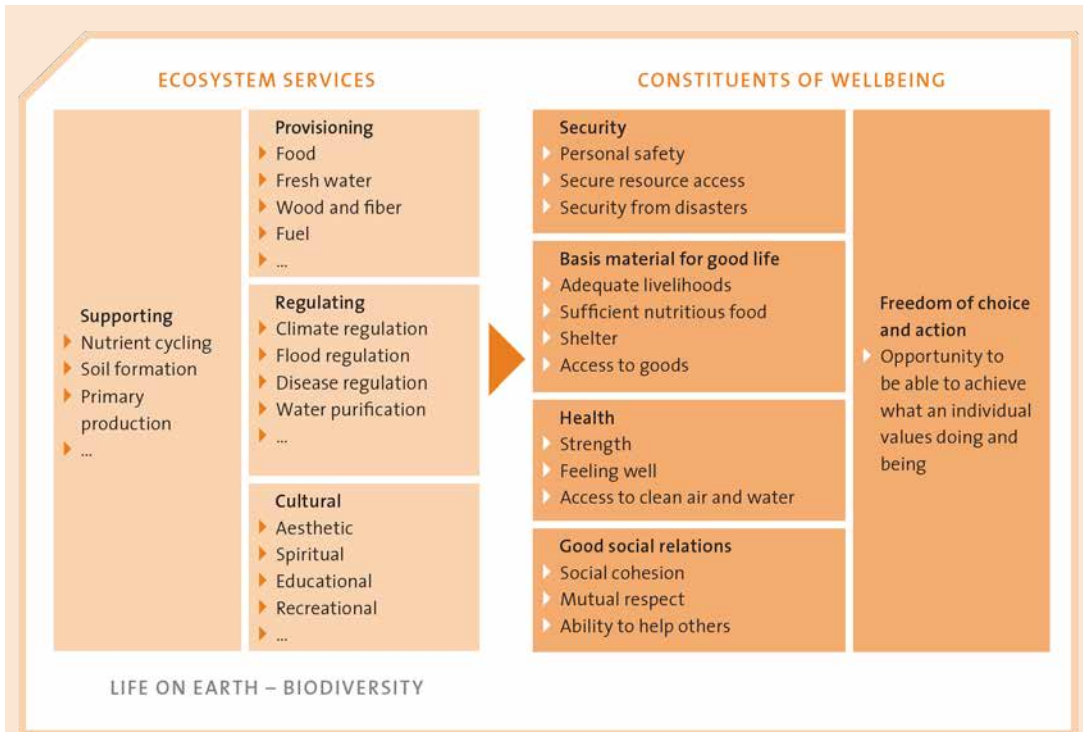 ECOSYSTEM SERVICES
CONSTITUENTS OF WELLBEING
Supporting
Nutrient cycling
Soil formation
Primary
production
...
Provisioning
Food
Fresh water
Wood and fiber
Fuel
...
Regulating
Climate regulation
Flood regulation
Disease regulation
Water purification
...
Cultural
Aesthetic
Spiritual
Educational
Recreational
...
Security
Personal safety
Secure resource access
Security from disasters
Basis material for good life
Adequate livelihoods
Sufficient nutritious food
Shelter
Access to goods
Health
Strength
Feeling well
Access to clean air and water
Good social relations
Social cohesion
Mutual respect
Ability to help others
Freedom of choice
and action
Opportunity to
be able to achieve
what an individual
values doing and
being
LIFE ON EARTH – BIODIVERSITY